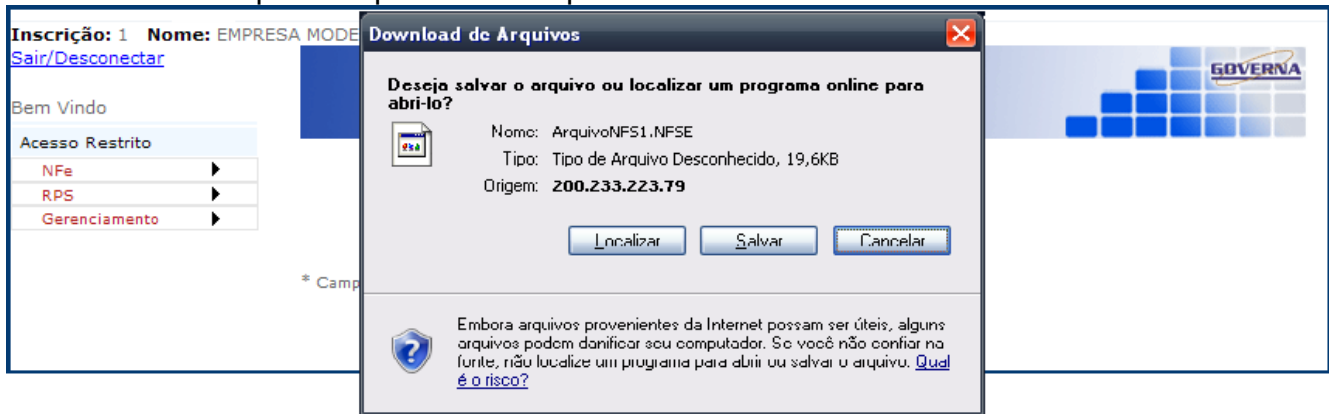 Inscrição: 1 Nome: EMPRESA MODE
Sair/Desconectar
Bem Vindo
Acesso Restrito
NFe
RPS
Gerenciamento
* Camp
GOVERNA
Download de Arquivos
Deseja salvar o arquivo ou localizar um programa online para
abri-lo?
Nome: ArquivoNFS1.NFSE
Tipo: Tipo de Arquivo Desconhecido, 19,6KB
Origem: 200.233.223.79
Localizar Salvar Cancelar
Embora arquivos provenientes da Internet possam ser úteis, alguns
arquivos podem danificar seu computador. Se você não confiar na
fonte, não localize um programa para abrir ou salvar o arquivo. Qual
é o risco?